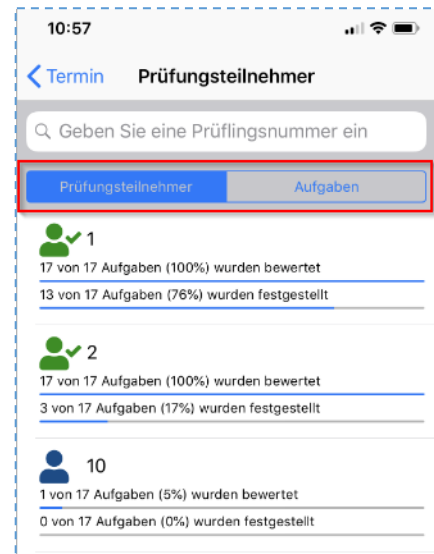 10:57
Termin Prüfungsteilnehmer
Geben Sie eine Prüflingsnummer ein
Prüfungsteilnehmer Aufgaben
1
17 von 17 Aufgaben (100%) wurden bewertet
13 von 17 Aufgaben (76%) wurden festgestellt
2
17 von 17 Aufgaben (100%) wurden bewertet
3 von 17 Aufgaben (17%) wurden festgestellt
10
1 von 17 Aufgaben (5%) wurden bewertet
0 von 17 Aufgaben (0%) wurden festgestellt